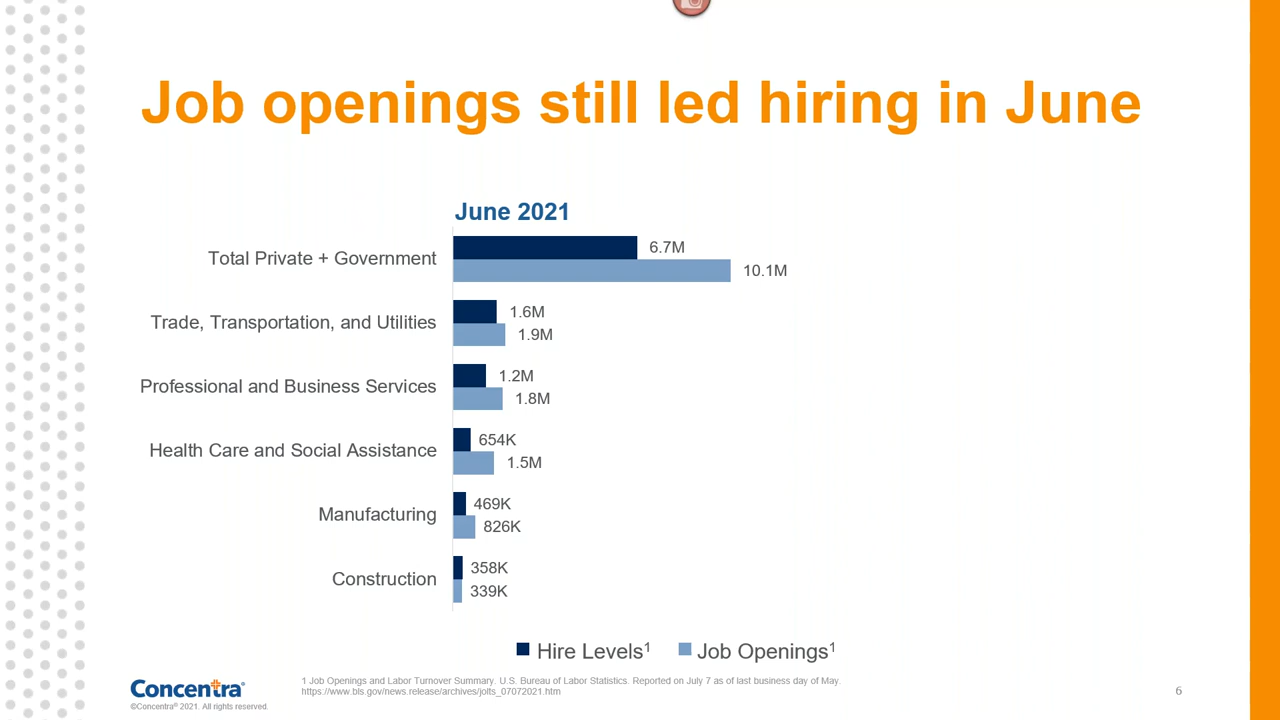 Job openings still led hiring in June
June 2021
Total Private + Government
6.7M
10.1M
Trade, Transportation, and Utilities
1.6M
1.9M
Professional and Business Services
1.2M
1.8M
Health Care and Social Assistance
654K
1.5M
Manufacturing
469K
826K
Construction
358K
339K
Hire Levels¹ Job Openings¹
1 Job Openings and Labor Turnover Summary. U.S. Bureau of Labor Statistics. Reported on July 7 as of last business day of May.
https://www.bls.gov/news.release/archives/jolts_07072021.htm
Concentra®
©Concentra® 2021. All rights reserved.
6